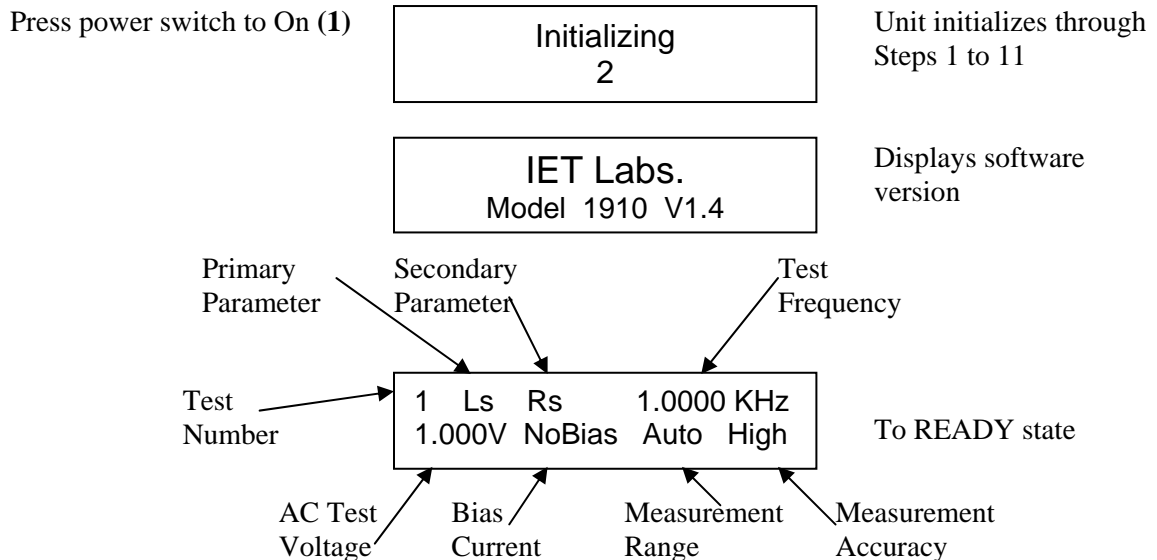 Press power switch to On (1)
Initializing
2
Unit initializes through
Steps 1 to 11
IET Labs.
Model 1910 V1.4
Displays software
version
Primary
Parameter
Secondary
Parameter
Test
Frequency
Test
Number
1 Ls Rs 1.0000 KHz
1.000V NoBias Auto High
To READY state
AC Test
Voltage
Bias
Current
Measurement
Range
Measurement
Accuracy